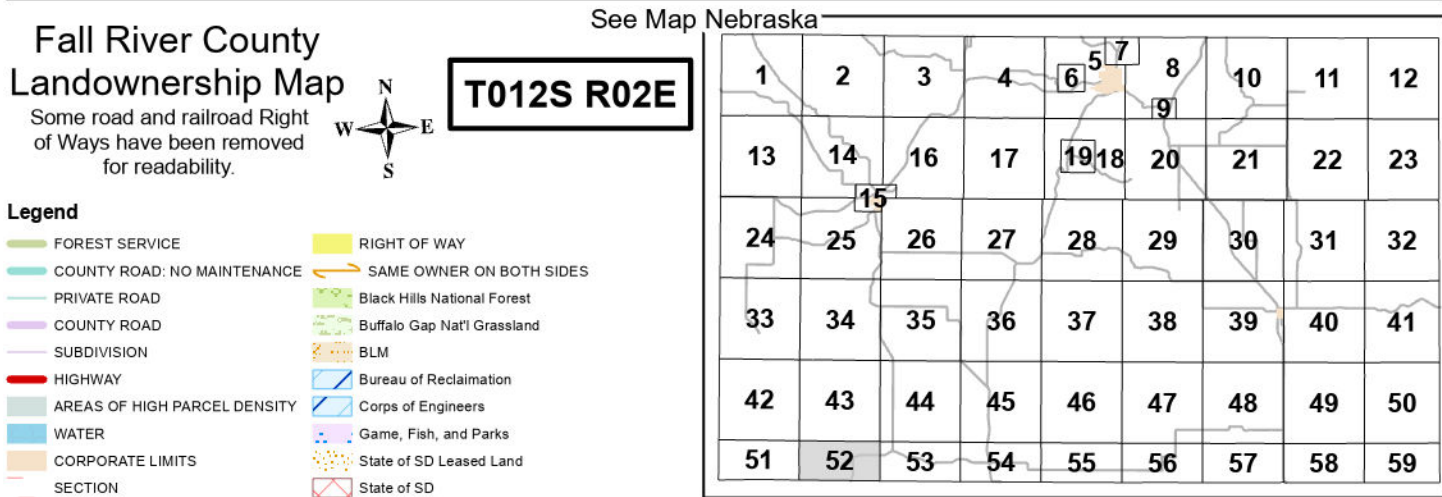 See Map Nebraska
Fall River County
Landownership Map
Some road and railroad Right
of Ways have been removed
for readability.
N
W E
S
T012S R02E
Legend
FOREST SERVICE
COUNTY ROAD: NO MAINTENANCE
PRIVATE ROAD
COUNTY ROAD
SUBDIVISION
HIGHWAY
AREAS OF HIGH PARCEL DENSITY
WATER
CORPORATE LIMITS
SECTION
RIGHT OF WAY
SAME OWNER ON BOTH SIDES
Black Hills National Forest
Buffalo Gap Nat'l Grassland
BLM
Bureau of Reclaimation
Corps of Engineers
Game, Fish, and Parks
State of SD Leased Land
State of SD
1 2 3 4 5 6 7 8 9 10 11 12
13 14 15 16 17 19 18 20 21 22 23
24 25 26 27 28 29 30 31 32
33 34 35 36 37 38 39 40 41
42 43 44 45 46 47 48 49 50
51 52 53 54 55 56 57 58 59